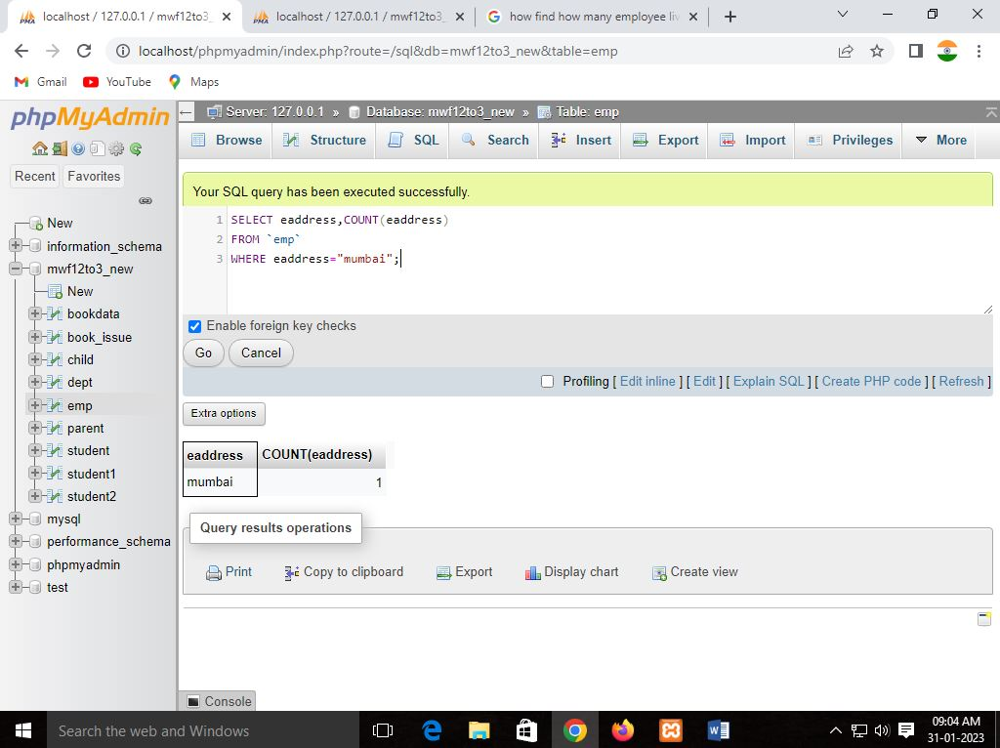 localhost / 127.0.0.1 / mwf12to3_
localhost / 127.0.0.1 / mwf12to3_
how find how many employee liv
localhost/phpmyadmin/index.php?route=/sql&db=mwf12to3_new&table=emp
Gmail YouTube Maps
phpMyAdmin
Recent Favorites
New
information_schema
mwf12to3_new
New
bookdata
book_issue
child
dept
emp
parent
student
student1
student2
mysql
performance_schema
phpmyadmin
test
Server: 127.0.0.1 » Database: mwf12to3_new » Table: emp
Browse Structure SQL Search Insert Export Import Privileges More
Your SQL query has been executed successfully.
1 SELECT eaddress,COUNT(eaddress)
2 FROM `emp`
3 WHERE eaddress="mumbai";
Enable foreign key checks
Go Cancel
Profiling [ Edit inline ] [ Edit ] [ Explain SQL ] [ Create PHP code ] [ Refresh ]
Extra options
eaddress COUNT(eaddress)
mumbai 1
Query results operations
Print Copy to clipboard Export Display chart Create view
Console
Search the web and Windows
09:04 AM
31-01-2023